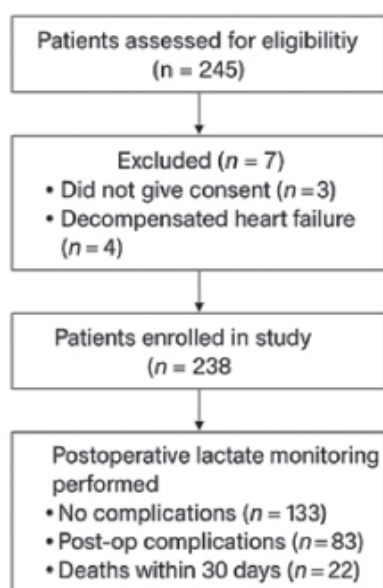 Patients assessed for eligibilitiy
(n = 245)
Excluded (n = 7)
• Did not give consent (n = 3)
• Decompensated heart failure
(n = 4)
Patients enrolled in study
(n = 238
Postoperative lactate monitoring
performed
• No complications (n = 133)
• Post-op complications (n = 83)
• Deaths within 30 days (n = 22)